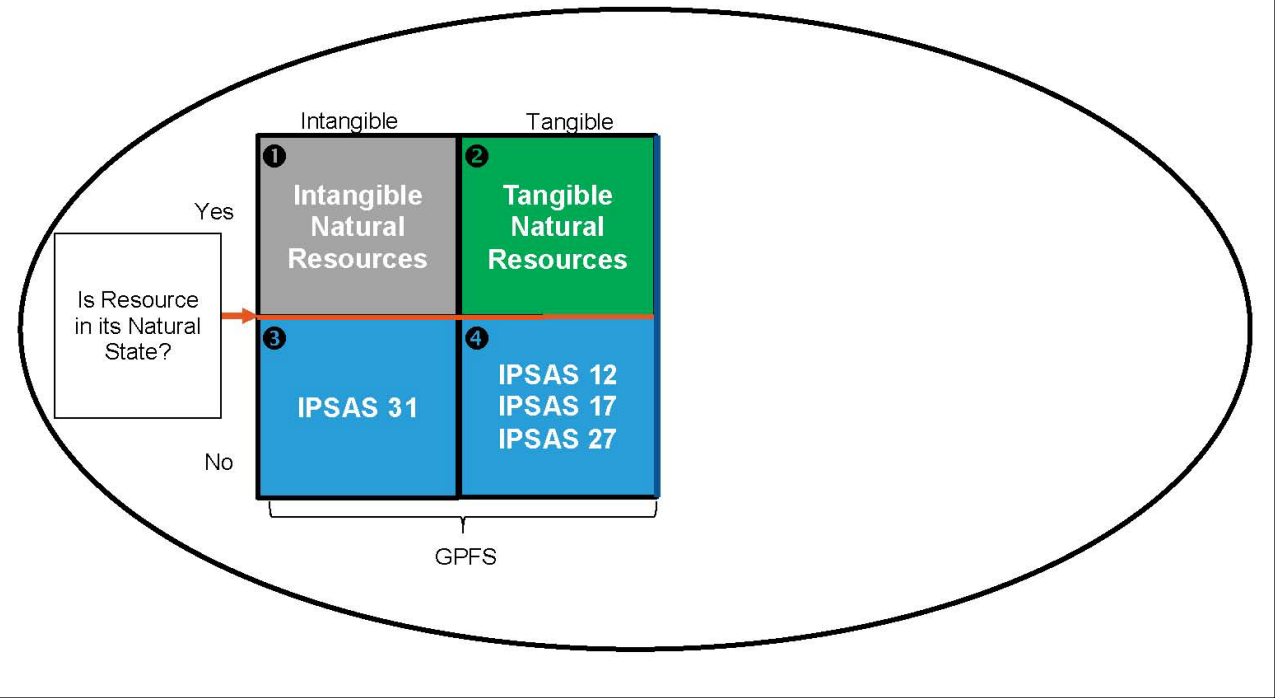 Intangible
Tangible
❶
❷
Intangible
Natural
Resources
Tangible
Natural
Resources
Yes
Is Resource
in its Natural
State?
❸
❹
IPSAS 31
IPSAS 12
IPSAS 17
IPSAS 27
No
GPFS